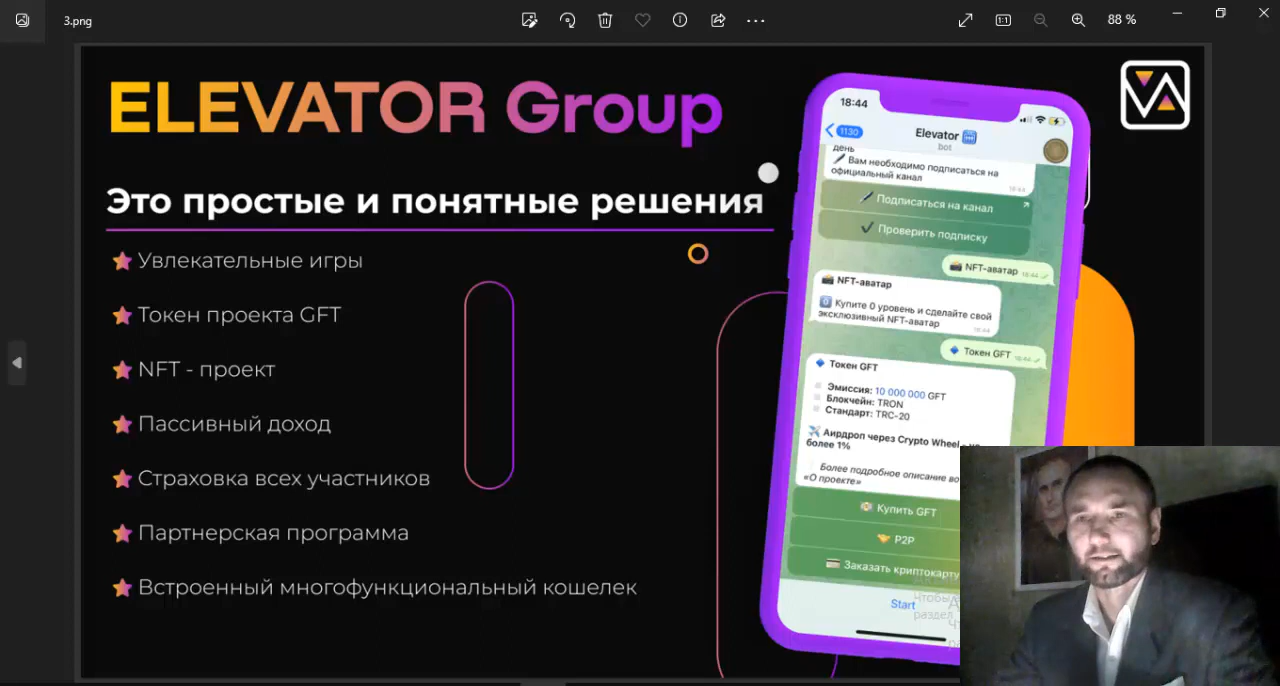 3.png
88 %
ELEVATOR Group
Это простые и понятные решения
Увлекательные игры
Токен проекта GFT
NFT - проект
Пассивный доход
Страховка всех участников
Партнерская программа
Встроенный многофункциональный кошелек
18:44
1130
Elevator
bot
день
Вам необходимо подписаться на
официальный канал
18:44
Подписаться на канал
Проверить подписку
NFT-аватар 18:44
NFT-аватар
0 Купите 0 уровень и сделайте свой
эксклюзивный NFT-аватар
18:44
Токен GFT 18:44
Токен GFT
Эмиссия: 10 000 000 GFT
Блокчейн: TRON
Стандарт: TRC-20
Аирдроп через Crypto Wheel
более 1%
Более подробное описание
«О проекте»
Купить GFT
P2P
Заказать криптокарту
Start
Чтобы
раздел